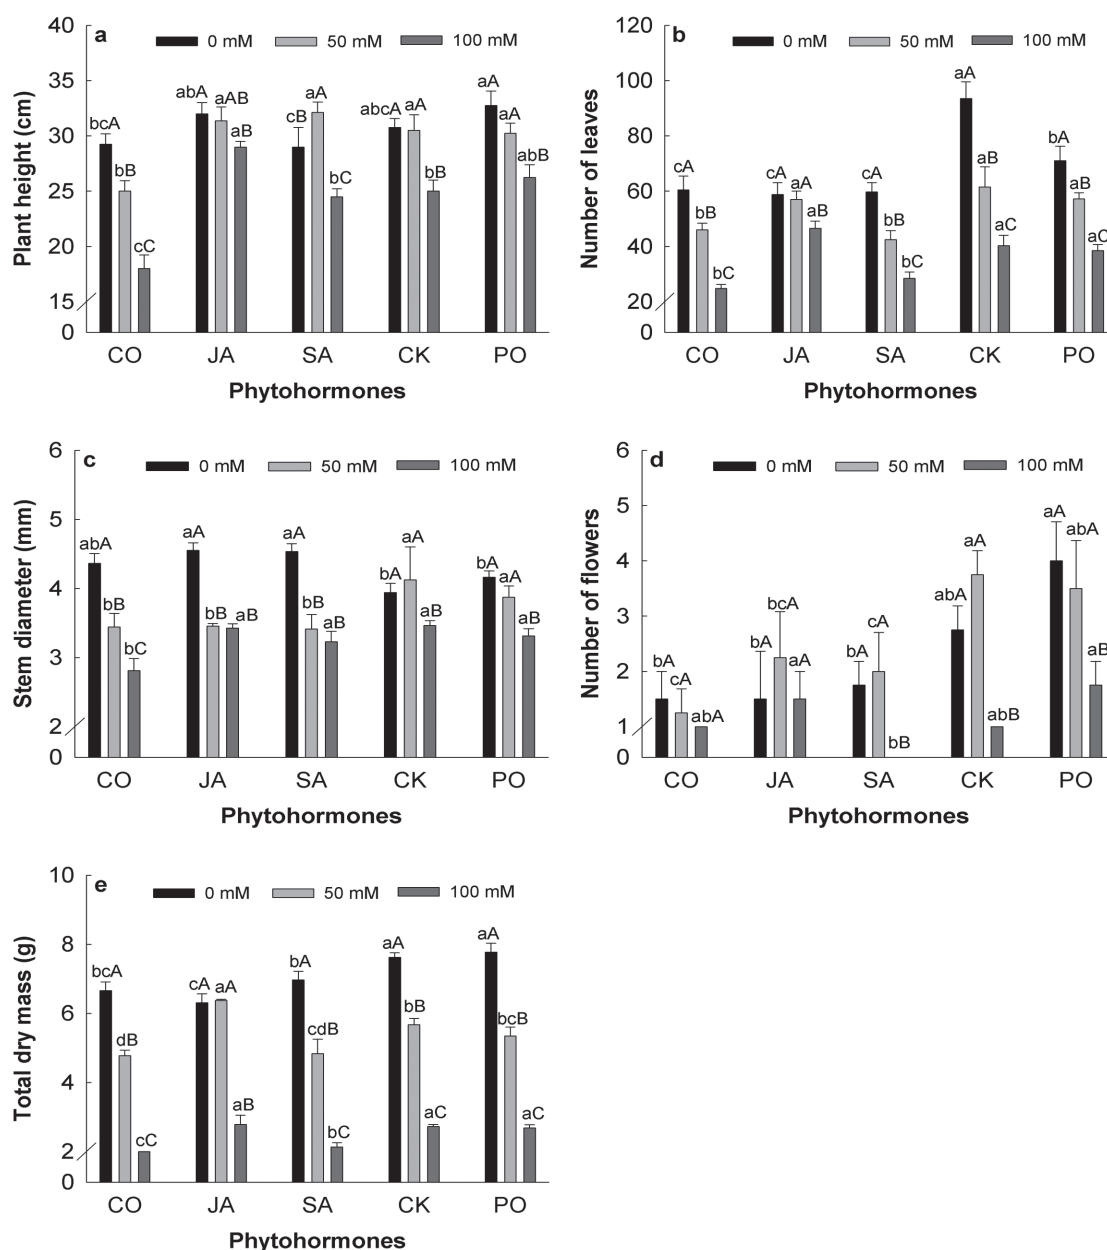 a
0 mM 50 mM 100 mM
Plant height (cm)
40
35
30
25
20
15
0
bcA bB cC abA aAB aB cB aA bC abcA aA bB aA aA abB
CO JA SA CK PO
Phytohormones
b
0 mM 50 mM 100 mM
Number of leaves
120
100
80
60
40
20
0
cA bB bC cA aA aB cA bB bC aA aB aC bA aB aC
CO JA SA CK PO
Phytohormones
c
0 mM 50 mM 100 mM
Stem diameter (mm)
6
5
4
3
2
0
abA bB bC aA bB aB aA bB aB bA aA aB bA aA aB
CO JA SA CK PO
Phytohormones
d
0 mM 50 mM 100 mM
Number of flowers
6
5
4
3
2
1
0
bA cA abA bA bcA aA bA cA bB abA aA abB aA abA aB
CO JA SA CK PO
Phytohormones
e
0 mM 50 mM 100 mM
Total dry mass (g)
10
8
6
4
2
0
bcA dB cC cA aA aB bA cdB bC aA bB aC aA bcB aC
CO JA SA CK PO
Phytohormones